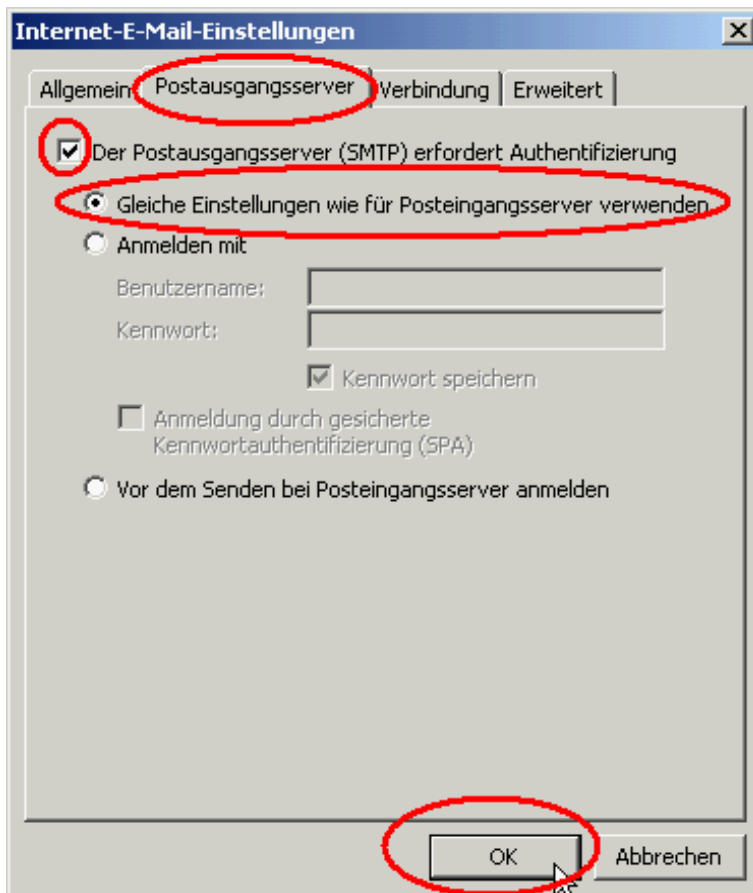 Internet-E-Mail-Einstellungen
Allgemein Postausgangsserver Verbindung Erweitert
Der Postausgangsserver (SMTP) erfordert Authentifizierung
Gleiche Einstellungen wie für Posteingangsserver verwenden
Anmelden mit
Benutzername:
Kennwort:
Kennwort speichern
Anmeldung durch gesicherte
Kennwortauthentifizierung (SPA)
Vor dem Senden bei Posteingangsserver anmelden
OK Abbrechen